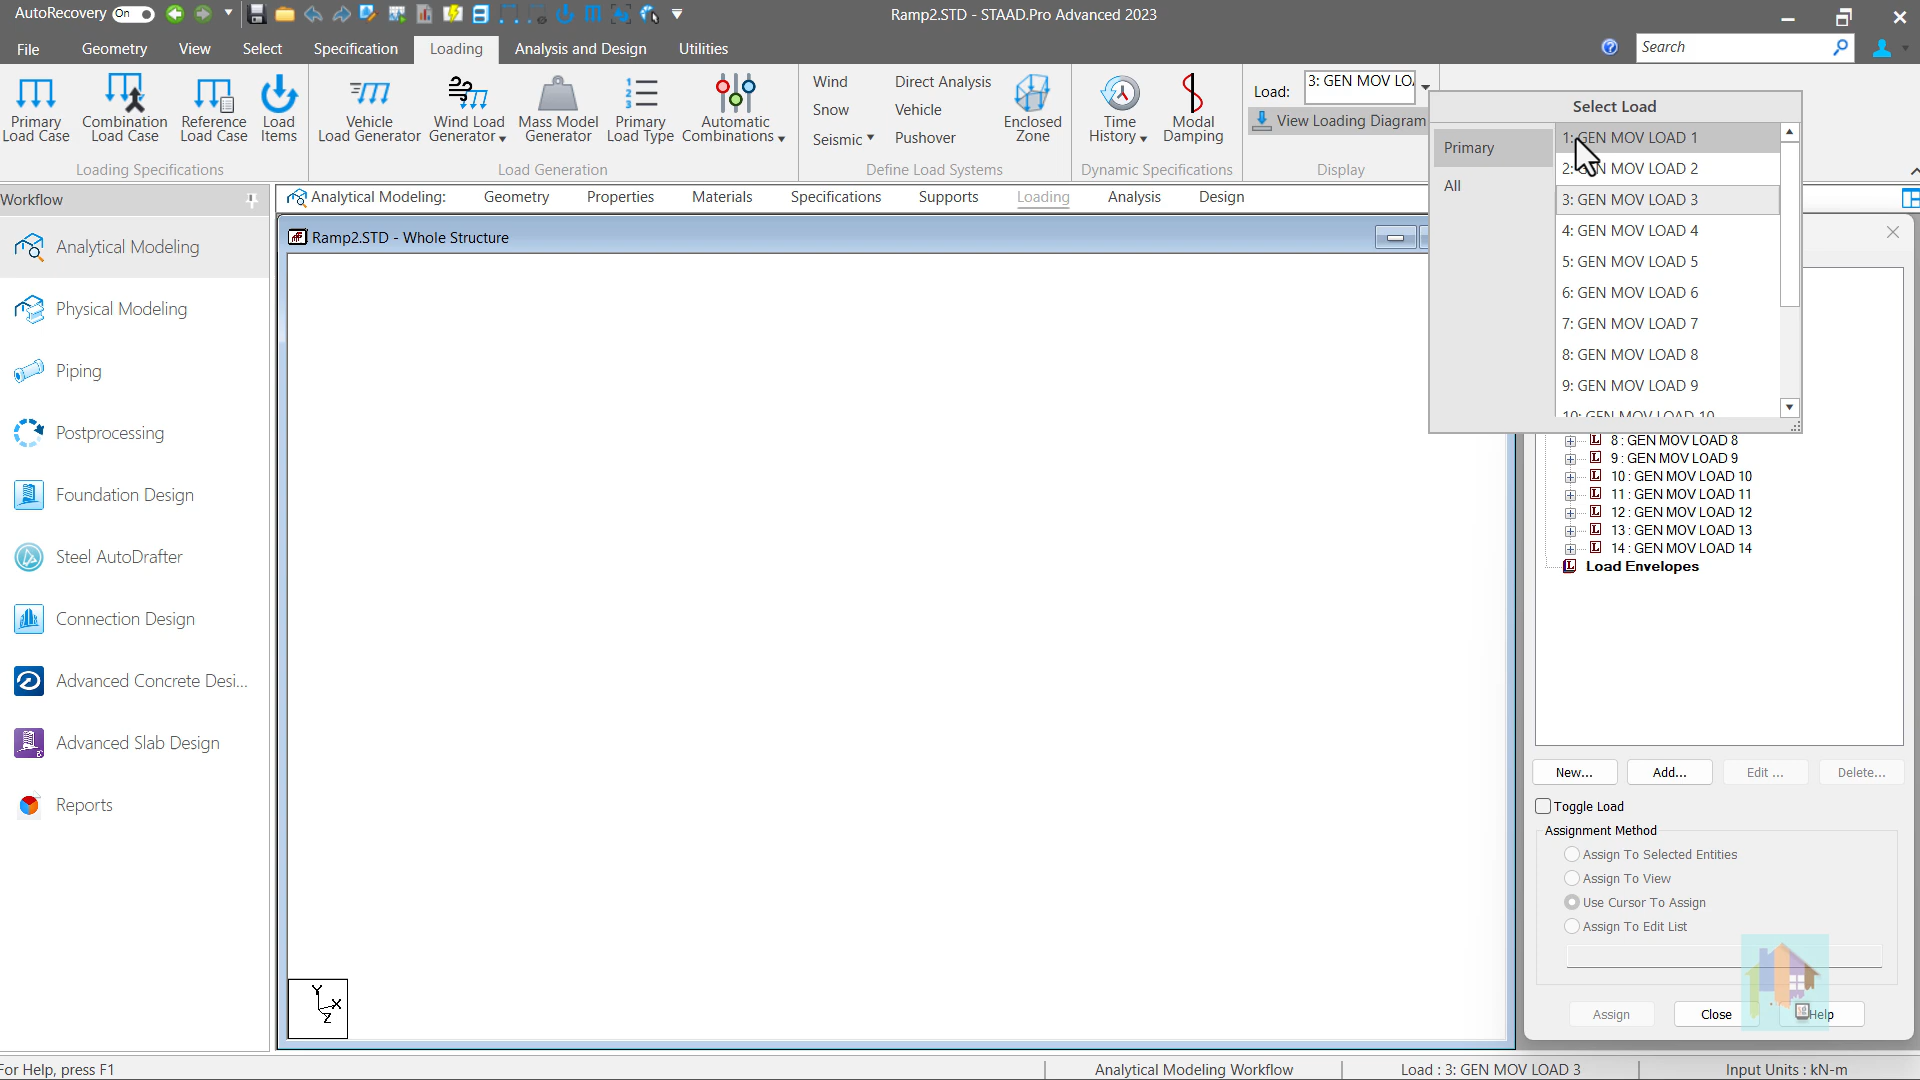 AutoRecovery On
Ramp2.STD - STAAD.Pro Advanced 2023
File Geometry View Select Specification Loading Analysis and Design Utilities
Search
Primary Load Case
Combination Load Case
Reference Load Case
Load Items
Loading Specifications
Vehicle Load Generator
Wind Load Generator
Mass Model Generator
Primary Load Type
Automatic Combinations
Load Generation
Wind
Snow
Seismic
Direct Analysis
Vehicle
Pushover
Enclosed Zone
Define Load Systems
Time History
Modal Damping
Dynamic Specifications
Load: 3: GEN MOV LOA
View Loading Diagram
Display
Select Load
Primary
All
1: GEN MOV LOAD 1
2: GEN MOV LOAD 2
3: GEN MOV LOAD 3
4: GEN MOV LOAD 4
5: GEN MOV LOAD 5
6: GEN MOV LOAD 6
7: GEN MOV LOAD 7
8: GEN MOV LOAD 8
9: GEN MOV LOAD 9
10: GEN MOV LOAD 10
Workflow
Analytical Modeling
Physical Modeling
Piping
Postprocessing
Foundation Design
Steel AutoDrafter
Connection Design
Advanced Concrete Desi...
Advanced Slab Design
Reports
Analytical Modeling: Geometry Properties Materials Specifications Supports Loading Analysis Design
Ramp2.STD - Whole Structure
Y
X
Z
8 : GEN MOV LOAD 8
9 : GEN MOV LOAD 9
10 : GEN MOV LOAD 10
11 : GEN MOV LOAD 11
12 : GEN MOV LOAD 12
13 : GEN MOV LOAD 13
14 : GEN MOV LOAD 14
Load Envelopes
New... Add... Edit ... Delete...
Toggle Load
Assignment Method
Assign To Selected Entities
Assign To View
Use Cursor To Assign
Assign To Edit List
Assign Close Help
For Help, press F1
Analytical Modeling Workflow
Load : 3: GEN MOV LOAD 3
Input Units : kN-m